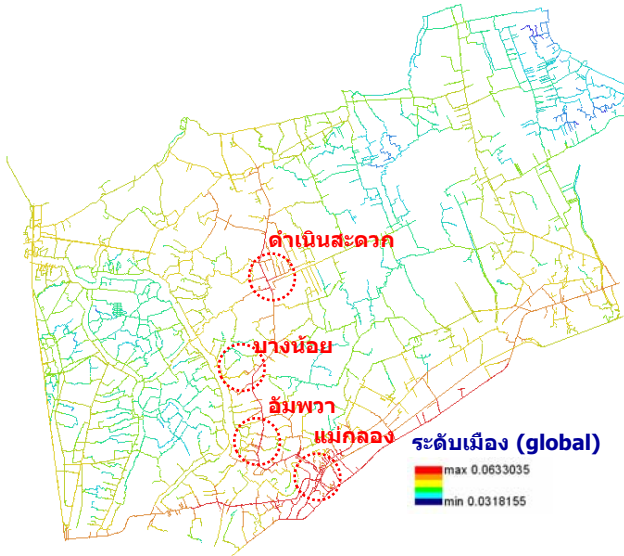 ดำเนินสะดวก
บางน้อย
อัมพวา
แม่กลอง
ระดับเมือง (global)
max 0.0633035
min 0.0318155